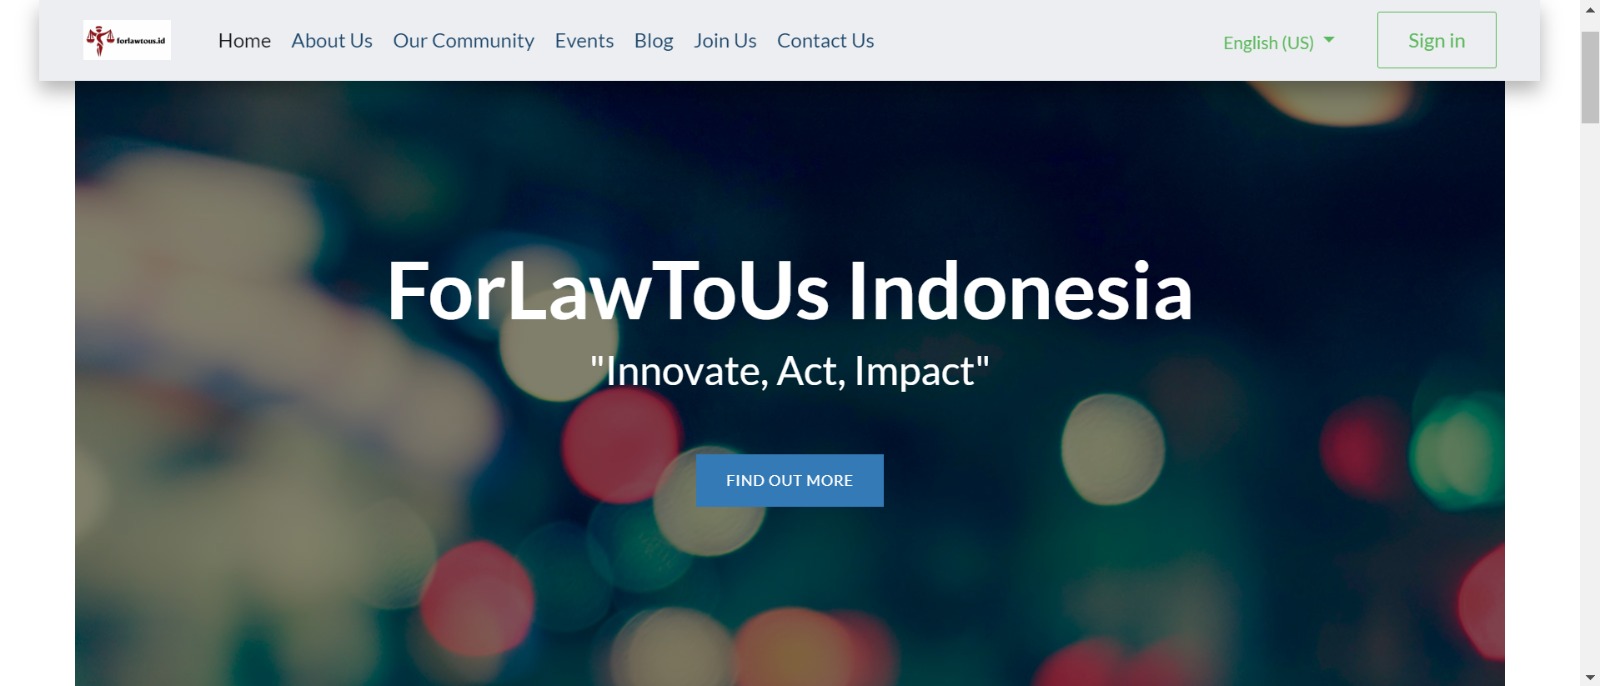 forlawtous.id
Home About Us Our Community Events Blog Join Us Contact Us English (US) Sign in
ForLawToUs Indonesia
"Innovate, Act, Impact"
FIND OUT MORE